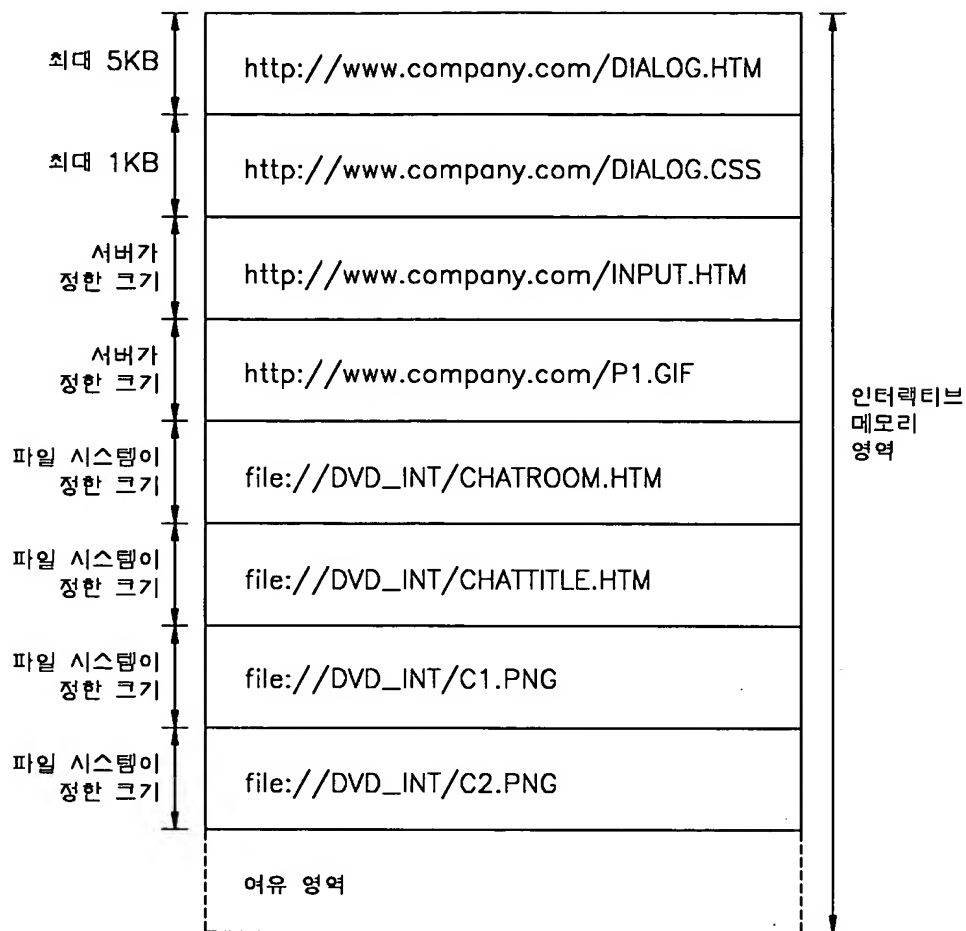 최대 5KB
http://www.company.com/DIALOG.HTM
최대 1KB
http://www.company.com/DIALOG.CSS
서버가
정한 크기
http://www.company.com/INPUT.HTM
서버가
정한 크기
http://www.company.com/P1.GIF
파일 시스템이
정한 크기
file://DVD_INT/CHATROOM.HTM
파일 시스템이
정한 크기
file://DVD_INT/CHATTITLE.HTM
파일 시스템이
정한 크기
file://DVD_INT/C1.PNG
파일 시스템이
정한 크기
file://DVD_INT/C2.PNG
여유 영역
인터랙티브
메모리
영역